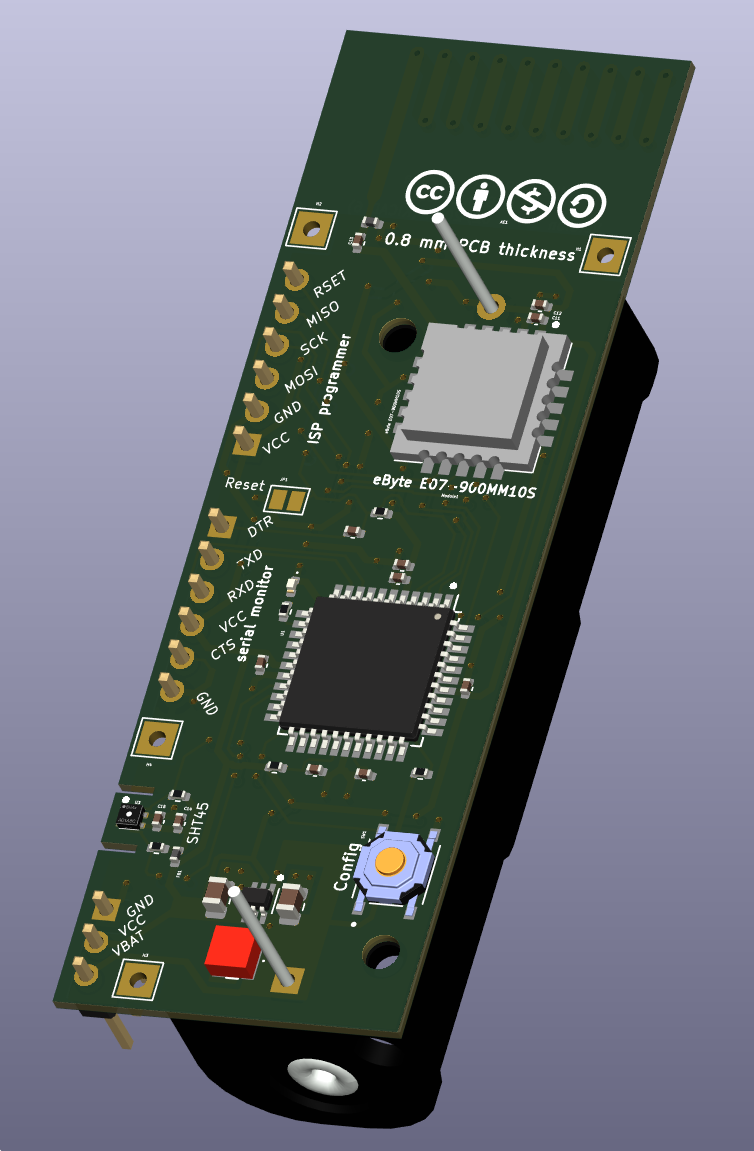 CC
0.8 mm PCB thickness
RSET
MISO
SCK
MOSI
GND
VCC
ISP programmer
eByte E07-900MM10S
Reset
JP1
DTR
TXD
RXD
VCC
CTS
GND
serial monitor
SHT45
Config
GND
VCC
VBAT